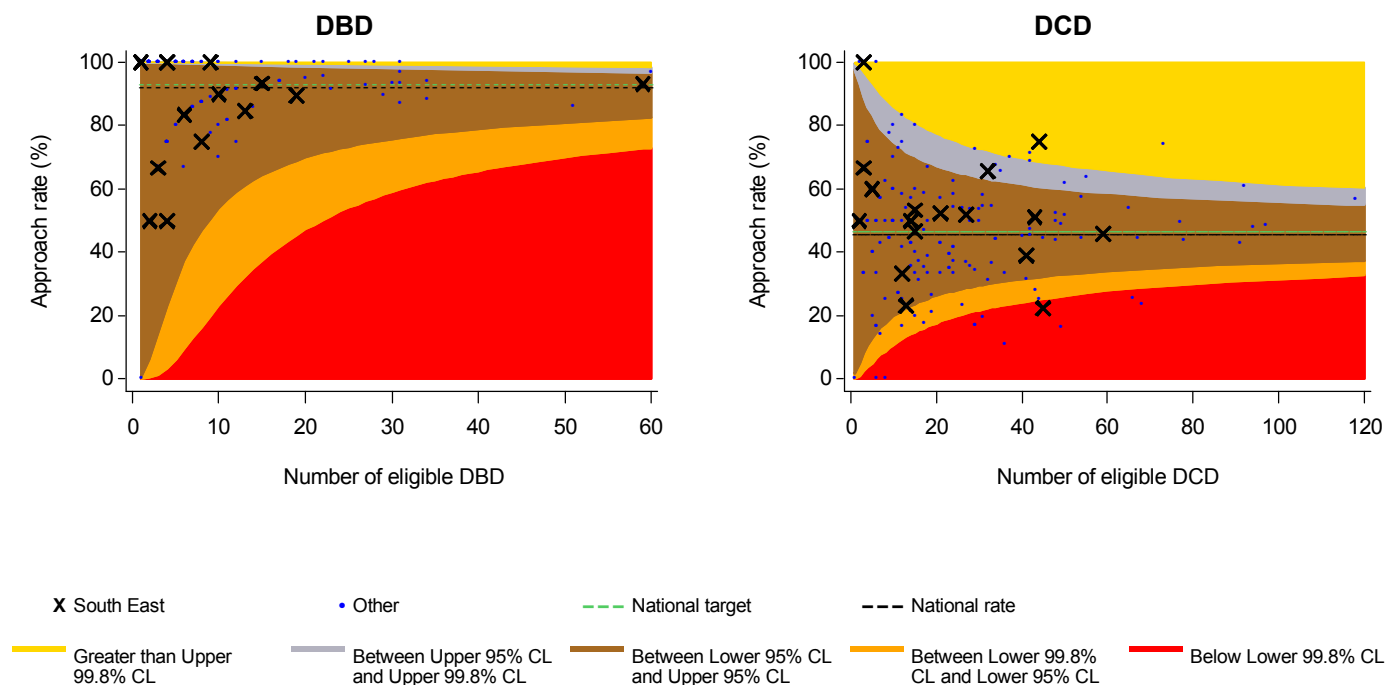 DBD
DCD
Approach rate (%)
100
80
60
40
20
0
0 10 20 30 40 50 60
Number of eligible DBD
Approach rate (%)
100
80
60
40
20
0
0 20 40 60 80 100 120
Number of eligible DCD
X South East
Other
National target
National rate
Greater than Upper
99.8% CL
Between Upper 95% CL
and Upper 99.8% CL
Between Lower 95% CL
and Upper 95% CL
Between Lower 99.8%
CL and Lower 95% CL
Below Lower 99.8% CL